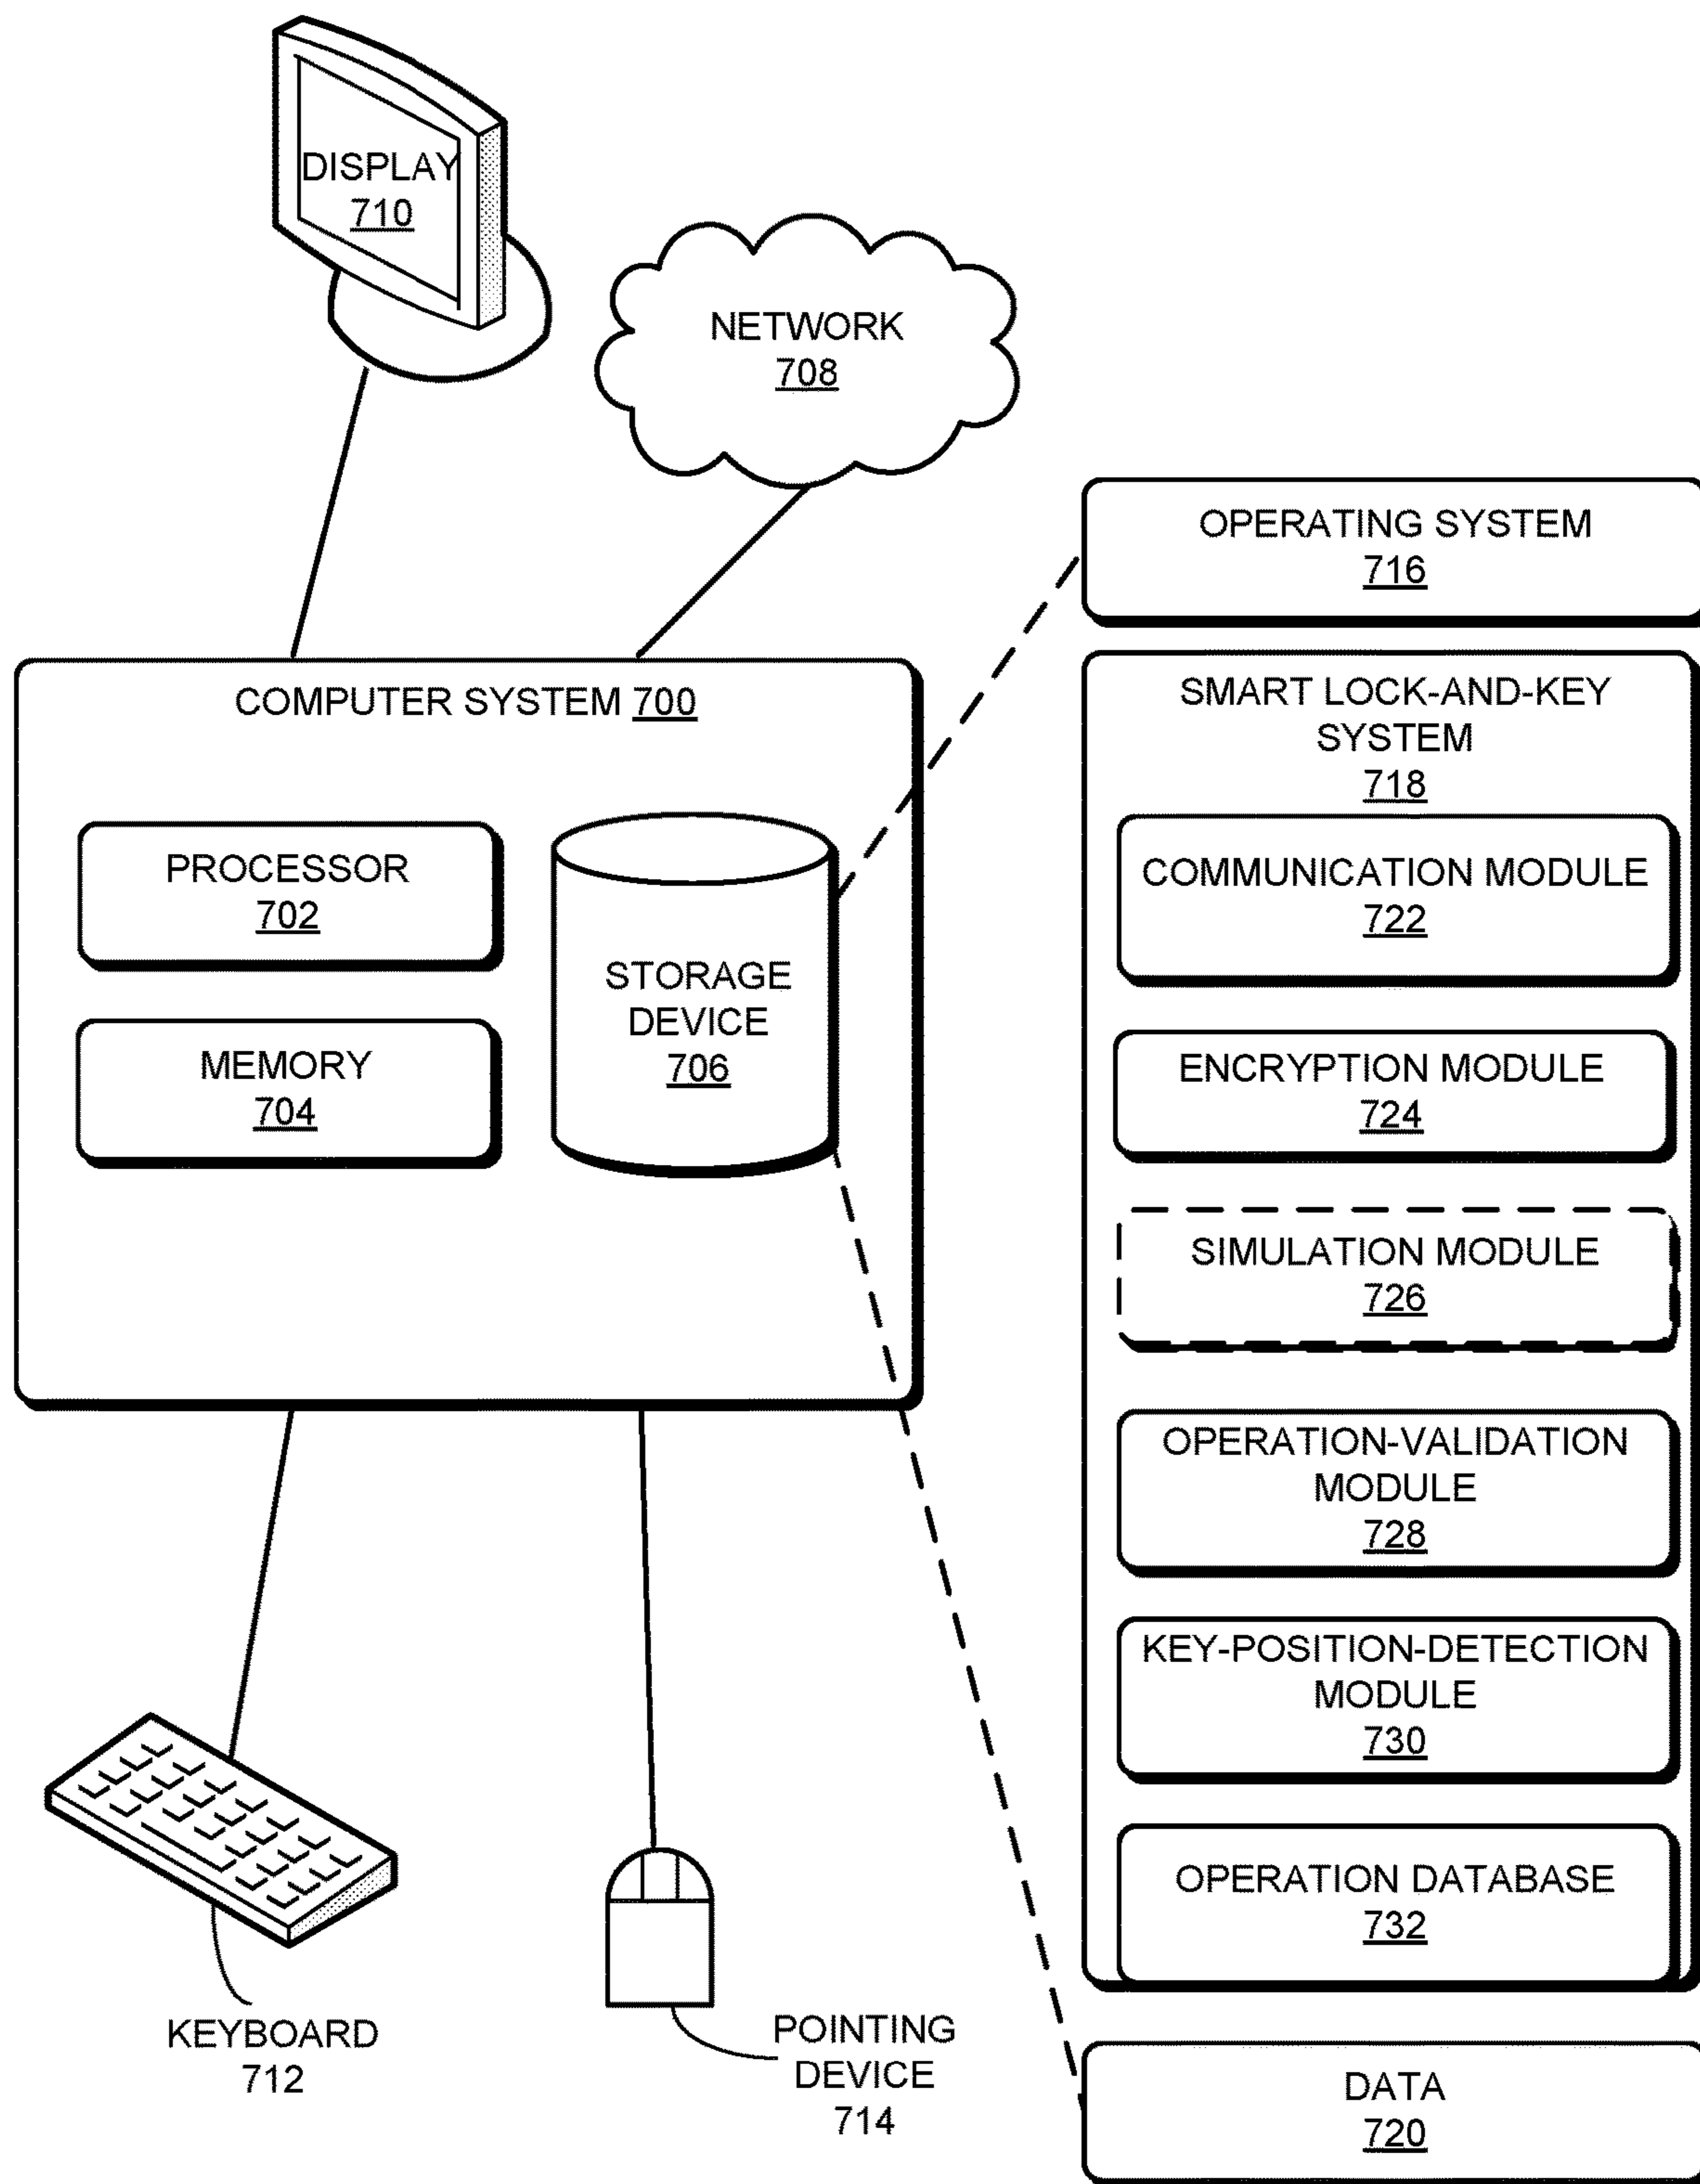 DISPLAY
710
NETWORK
708
OPERATING SYSTEM
716
COMPUTER SYSTEM 700
PROCESSOR
702
MEMORY
704
STORAGE
DEVICE
706
SMART LOCK-AND-KEY
SYSTEM
718
COMMUNICATION MODULE
722
ENCRYPTION MODULE
724
SIMULATION MODULE
726
OPERATION-VALIDATION
MODULE
728
KEY-POSITION-DETECTION
MODULE
730
OPERATION DATABASE
732
KEYBOARD
712
POINTING
DEVICE
714
DATA
720